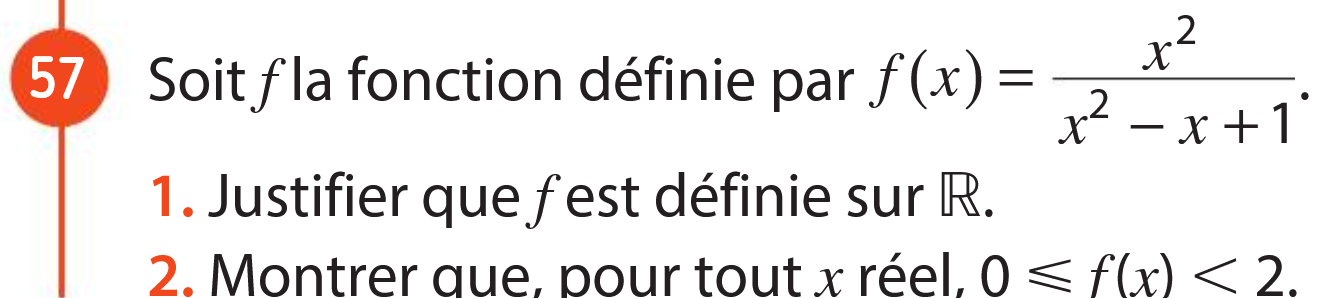 57 Soit f la fonction définie par f(x) = x²/(x² − x + 1).
1. Justifier que f est définie sur ℝ.
2. Montrer que, pour tout x réel, 0 ⩽ f(x) < 2.